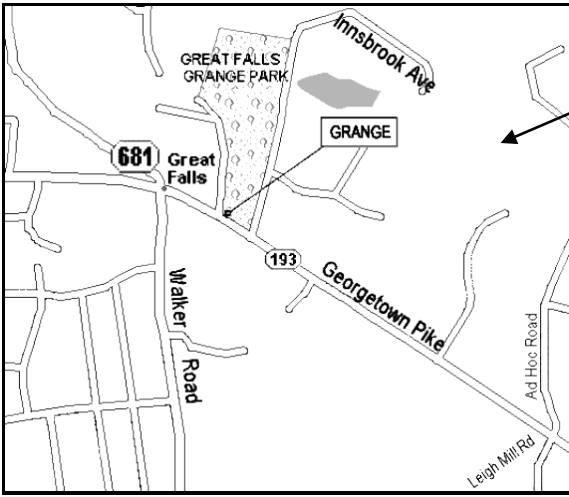 Innsbrook Ave
GREAT FALLS
GRANGE PARK
GRANGE
681
Great
Falls
193
Georgetown Pike
Walker
Road
Ad Hoc Road
Leigh Mill Rd